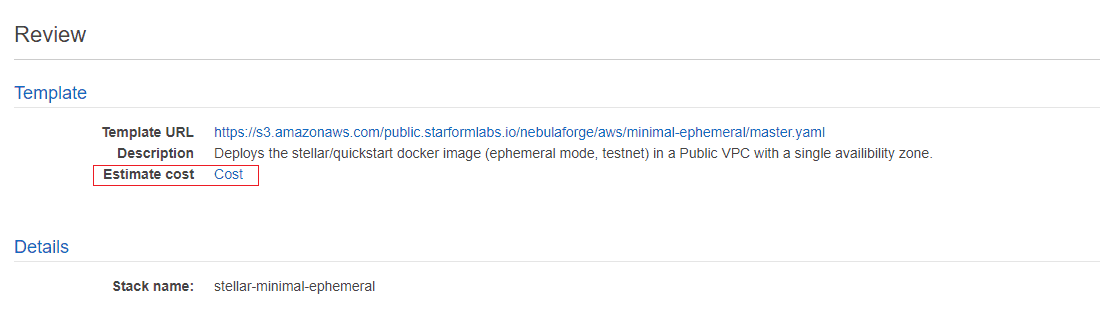 Review
Template
Template URL https://s3.amazonaws.com/public.starformlabs.io/nebulaforge/aws/minimal-ephemeral/master.yaml
Description Deploys the stellar/quickstart docker image (ephemeral mode, testnet) in a Public VPC with a single availibility zone.
Estimate cost Cost
Details
Stack name: stellar-minimal-ephemeral